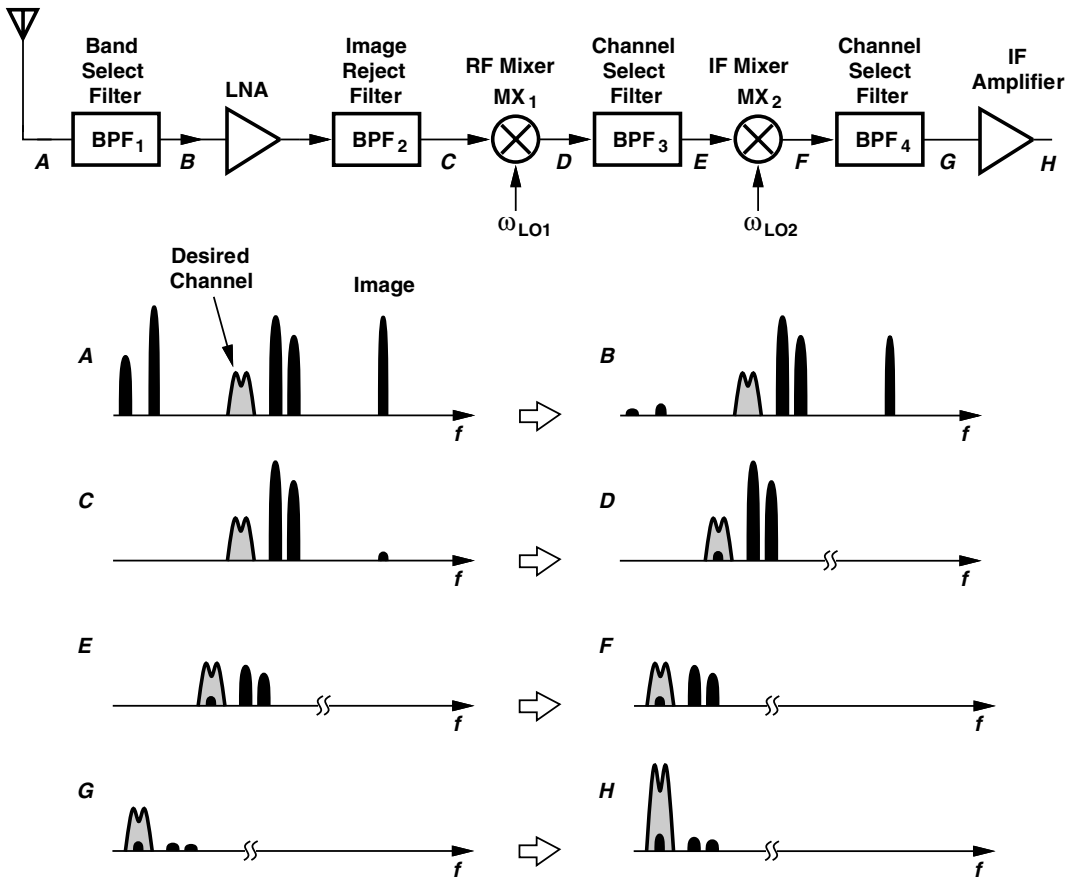 Band
Select
Filter
LNA
Image
Reject
Filter
RF Mixer
MX1
Channel
Select
Filter
IF Mixer
MX2
Channel
Select
Filter
IF
Amplifier
A
BPF1
B
BPF2
C
D
BPF3
E
F
BPF4
G
H
ωLO1
ωLO2
Desired
Channel
Image
A
f
B
f
C
f
D
f
E
f
F
f
G
f
H
f